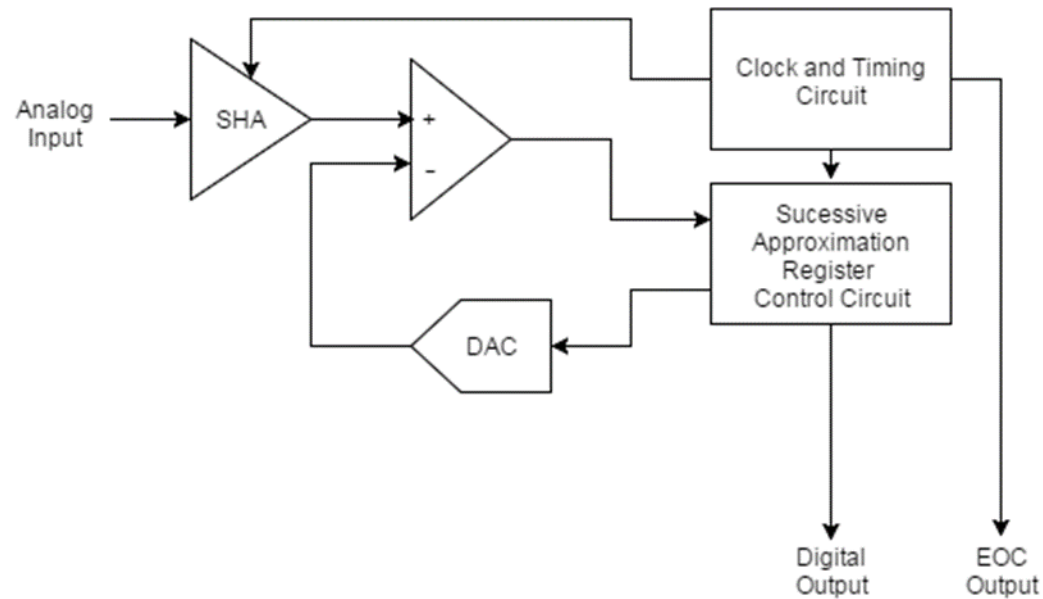 Analog
Input
SHA
+
-
Clock and Timing
Circuit
Sucessive
Approximation
Register
Control Circuit
DAC
Digital
Output
EOC
Output